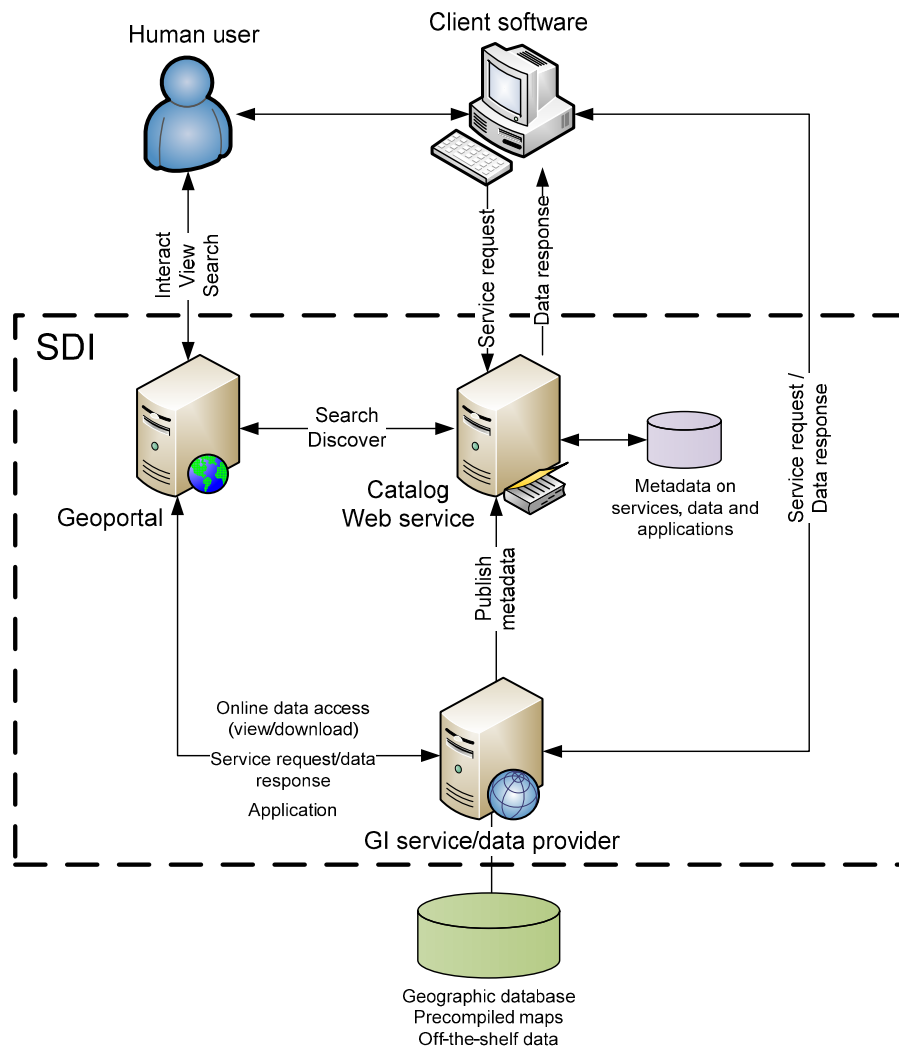 Human user
Client software
Interact
View
Search
Service request
Data response
SDI
Search
Discover
Service request /
Data response
Geoportal
Catalog
Web service
Metadata on
services, data and
applications
Publish
metadata
Online data access
(view/download)
Service request/data
response
Application
GI service/data provider
Geographic database
Precompiled maps
Off-the-shelf data